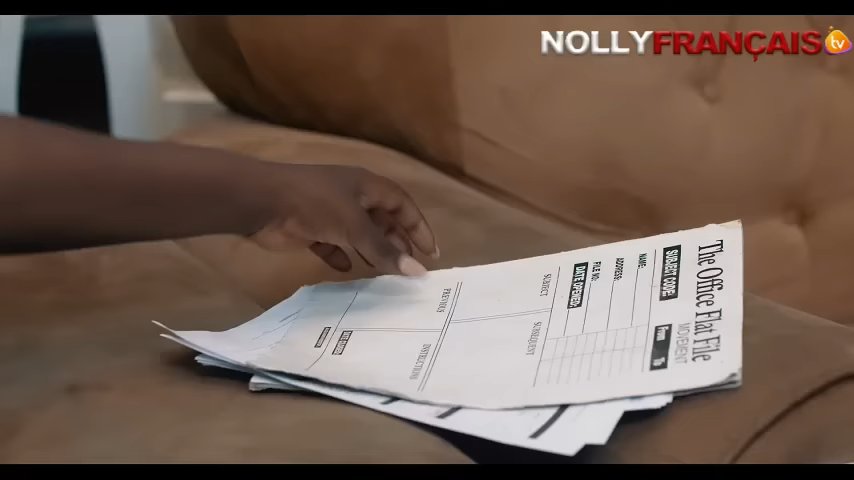 NOLLYFRANÇAIS tv
The Office Flat File
MOVEMENT
SUBJECT CODE:
From To
NAME:
ADDRESS:
FILE NO:
DATE OPENED:
SUBJECT
SUBSEQUENT
PREVIOUS
INSTRUCTIONS